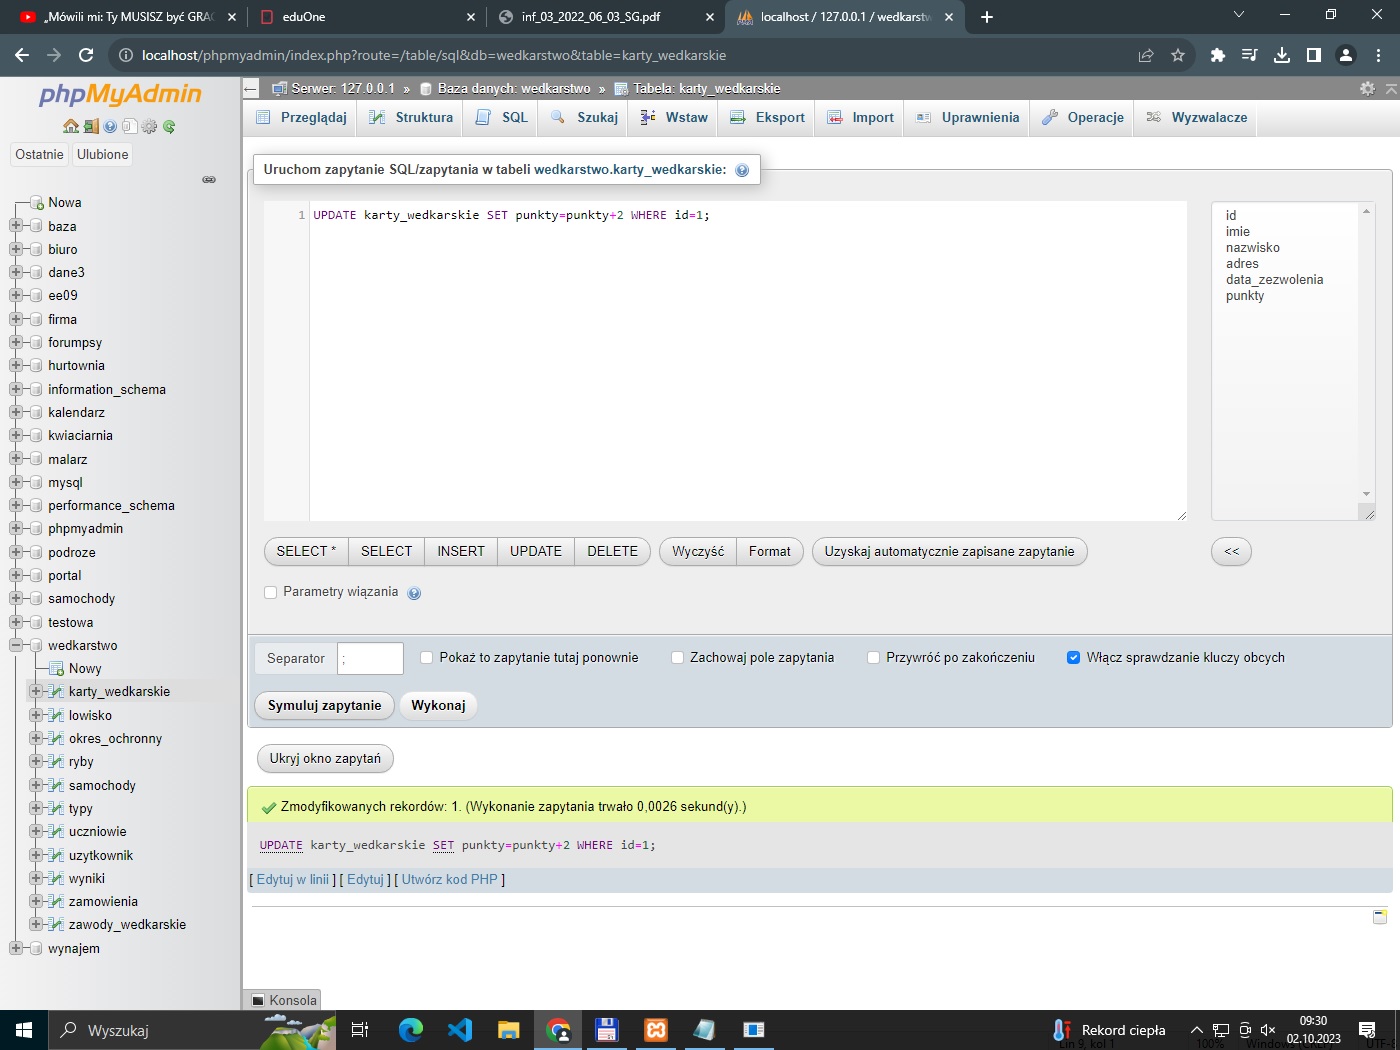 „Mówili mi: Ty MUSISZ być GRAC
eduOne
inf_03_2022_06_03_SG.pdf
localhost / 127.0.0.1 / wedkarstw
localhost/phpmyadmin/index.php?route=/table/sql&db=wedkarstwo&table=karty_wedkarskie
phpMyAdmin
Ostatnie
Ulubione
Nowa
baza
biuro
dane3
ee09
firma
forumpsy
hurtownia
information_schema
kalendarz
kwiaciarnia
malarz
mysql
performance_schema
phpmyadmin
podroze
portal
samochody
testowa
wedkarstwo
Nowy
karty_wedkarskie
lowisko
okres_ochronny
ryby
samochody
typy
uczniowie
uzytkownik
wyniki
zamowienia
zawody_wedkarskie
wynajem
Serwer: 127.0.0.1 » Baza danych: wedkarstwo » Tabela: karty_wedkarskie
Przeglądaj
Struktura
SQL
Szukaj
Wstaw
Eksport
Import
Uprawnienia
Operacje
Wyzwalacze
Uruchom zapytanie SQL/zapytania w tabeli wedkarstwo.karty_wedkarskie:
1 UPDATE karty_wedkarskie SET punkty=punkty+2 WHERE id=1;
id
imie
nazwisko
adres
data_zezwolenia
punkty
SELECT *
SELECT
INSERT
UPDATE
DELETE
Wyczyść
Format
Uzyskaj automatycznie zapisane zapytanie
<<
Parametry wiązania
Separator
;
Pokaż to zapytanie tutaj ponownie
Zachowaj pole zapytania
Przywróć po zakończeniu
Włącz sprawdzanie kluczy obcych
Symuluj zapytanie
Wykonaj
Ukryj okno zapytań
Zmodyfikowanych rekordów: 1. (Wykonanie zapytania trwało 0,0026 sekund(y).)
UPDATE karty_wedkarskie SET punkty=punkty+2 WHERE id=1;
[ Edytuj w linii ] [ Edytuj ] [ Utwórz kod PHP ]
Konsola
Wyszukaj
Rekord ciepła
09:30
02.10.2023
Lin 9, kol 1
100%